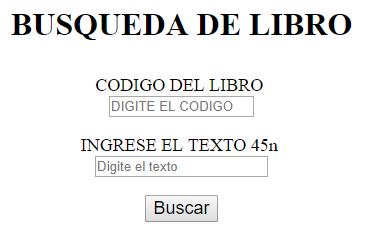 BUSQUEDA DE LIBRO
CODIGO DEL LIBRO
DIGITE EL CODIGO
INGRESE EL TEXTO 45n
Digite el texto
Buscar